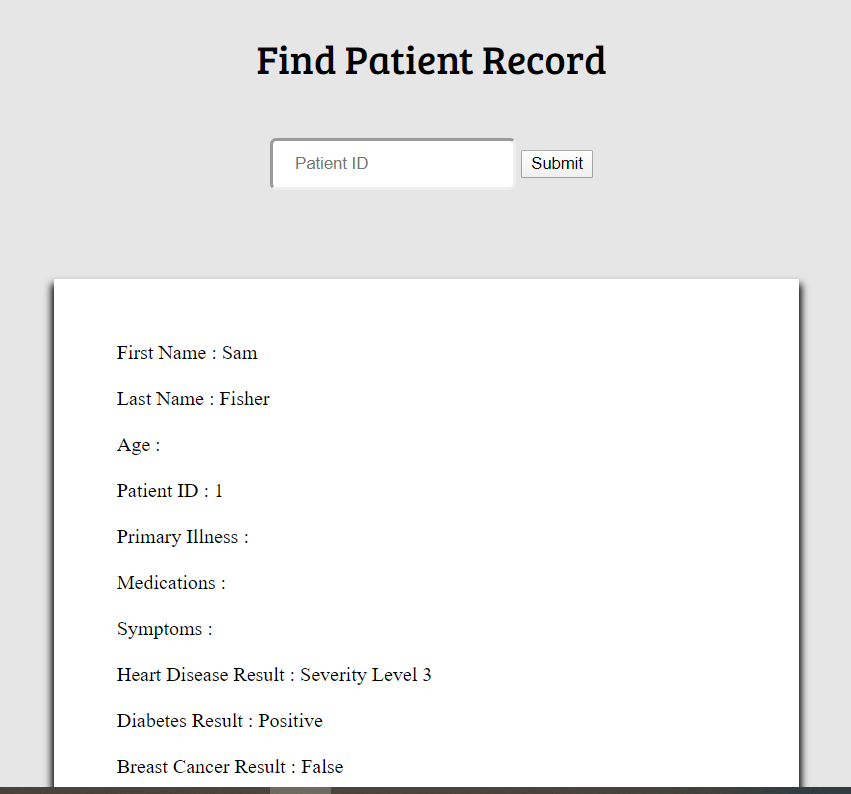 Find Patient Record
Patient ID Submit
First Name : Sam
Last Name : Fisher
Age :
Patient ID : 1
Primary Illness :
Medications :
Symptoms :
Heart Disease Result : Severity Level 3
Diabetes Result : Positive
Breast Cancer Result : False